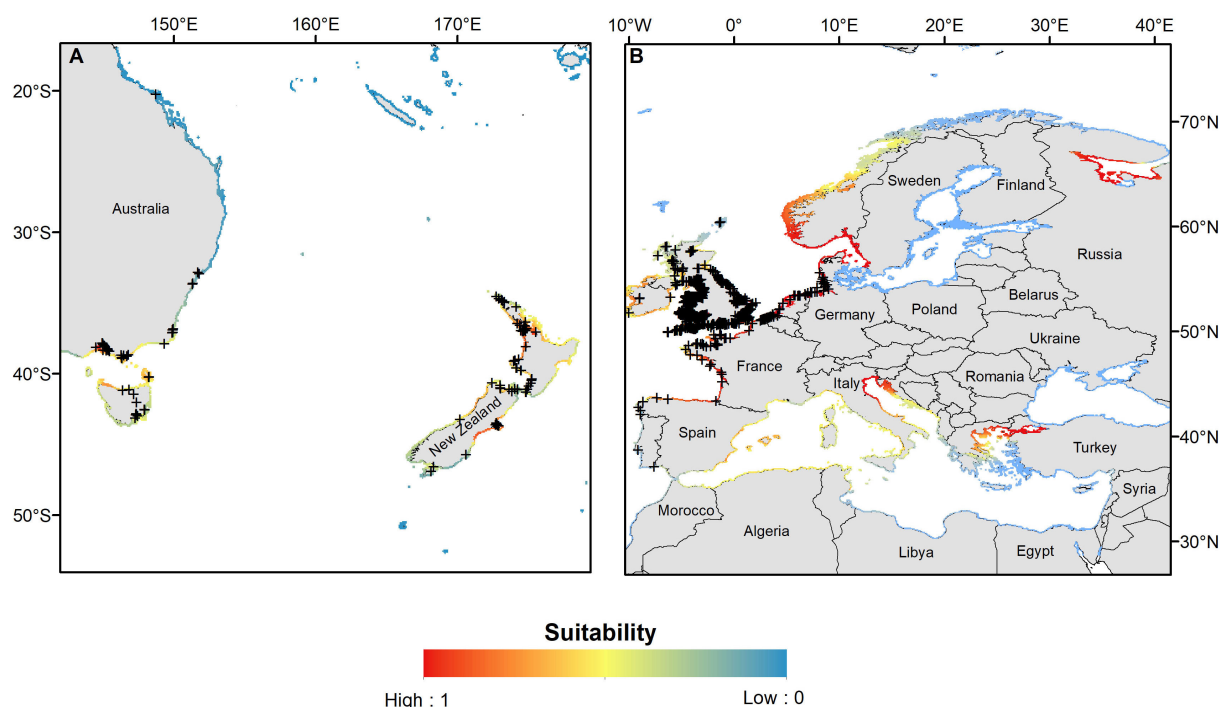 150°E 160°E 170°E
10°W 0° 10°E 20°E 30°E 40°E
A
B
20°S
30°S
40°S
50°S
Australia
New Zealand
70°N
60°N
50°N
40°N
30°N
Sweden
Finland
Russia
Belarus
Poland
Germany
Ukraine
France
Romania
Italy
Spain
Turkey
Syria
Morocco
Algeria
Libya
Egypt
Suitability
High : 1 Low : 0